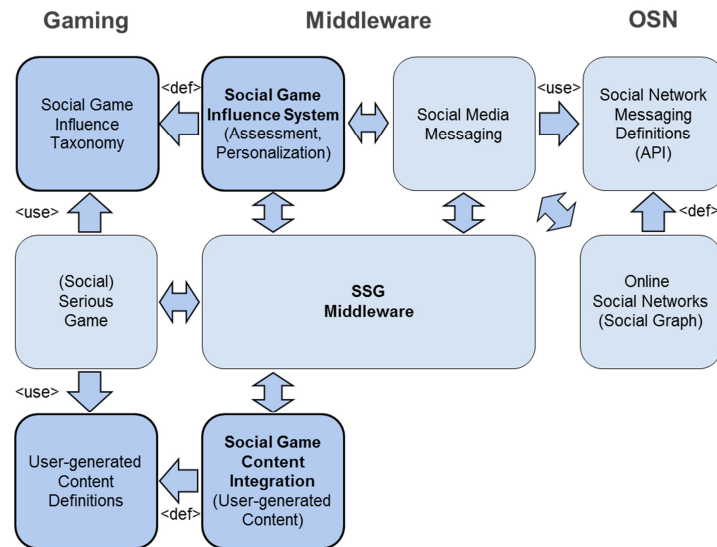 Gaming
Middleware
OSN
Social Game
Influence
Taxonomy
<def>
Social Game
Influence System
(Assessment,
Personalization)
Social Media
Messaging
<use>
Social Network
Messaging
Definitions
(API)
<use>
<def>
(Social)
Serious
Game
SSG
Middleware
Online
Social Networks
(Social Graph)
<use>
User-generated
Content
Definitions
<def>
Social Game
Content
Integration
(User-generated
Content)